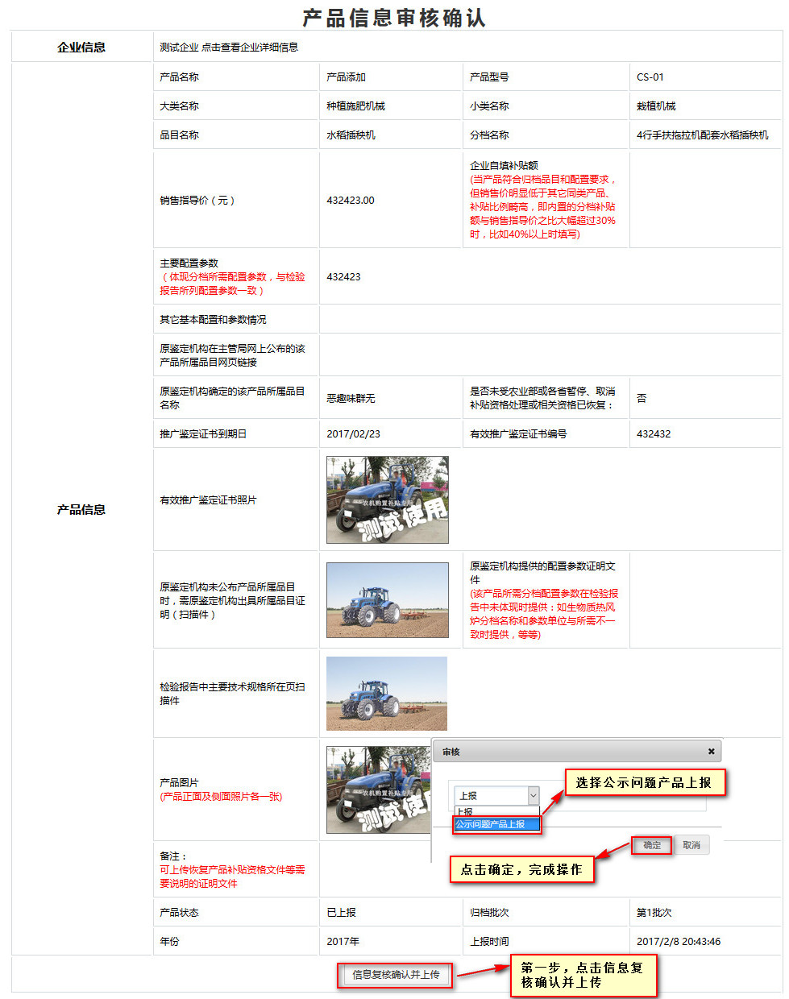 产品信息审核确认
企业信息
测试企业 点击查看企业详细信息
产品信息
产品名称
产品添加
产品型号
CS-01
大类名称
种植施肥机械
小类名称
栽植机械
品目名称
水稻插秧机
分档名称
4行手扶拖拉机配套水稻插秧机
销售指导价（元）
432423.00
企业自填补贴额
(当产品符合归档品目和配置要求，
但销售价明显低于其它同类产品、
补贴比例畸高，即内置的分档补贴
额与销售指导价之比大幅超过30%
时，比如40%以上时填写)
主要配置参数
（体现分档所需配置参数，与检验
报告所列配置参数一致）
432423
其它基本配置和参数情况
原鉴定机构在主管局网上公布的该
产品所属品目网页链接
原鉴定机构确定的该产品所属品目
名称
恶趣味群无
是否未受农业部或各省暂停、取消
补贴资格处理或相关资格已恢复：
否
推广鉴定证书到期日
2017/02/23
有效推广鉴定证书编号
432432
有效推广鉴定证书照片
农机购置补贴专用
测试使用
原鉴定机构未公布产品所属品目
时，需原鉴定机构出具所属品目证
明（扫描件）
原鉴定机构提供的配置参数证明文
件
(该产品所需分档配置参数在检验报
告中未体现时提供：如生物质热风
炉分档名称和参数单位与所需不一
致时提供，等等)
检验报告中主要技术规格所在页扫
描件
产品图片
(产品正面及侧面照片各一张)
农机购置补贴专
测试使
审核
上报
上报
公示问题产品上报
选择公示问题产品上报
确定
取消
点击确定，完成操作
备注：
可上传恢复产品补贴资格文件等需
要说明的证明文件
产品状态
已上报
归档批次
第1批次
年份
2017年
上报时间
2017/2/8 20:43:46
信息复核确认并上传
第一步，点击信息复
核确认并上传